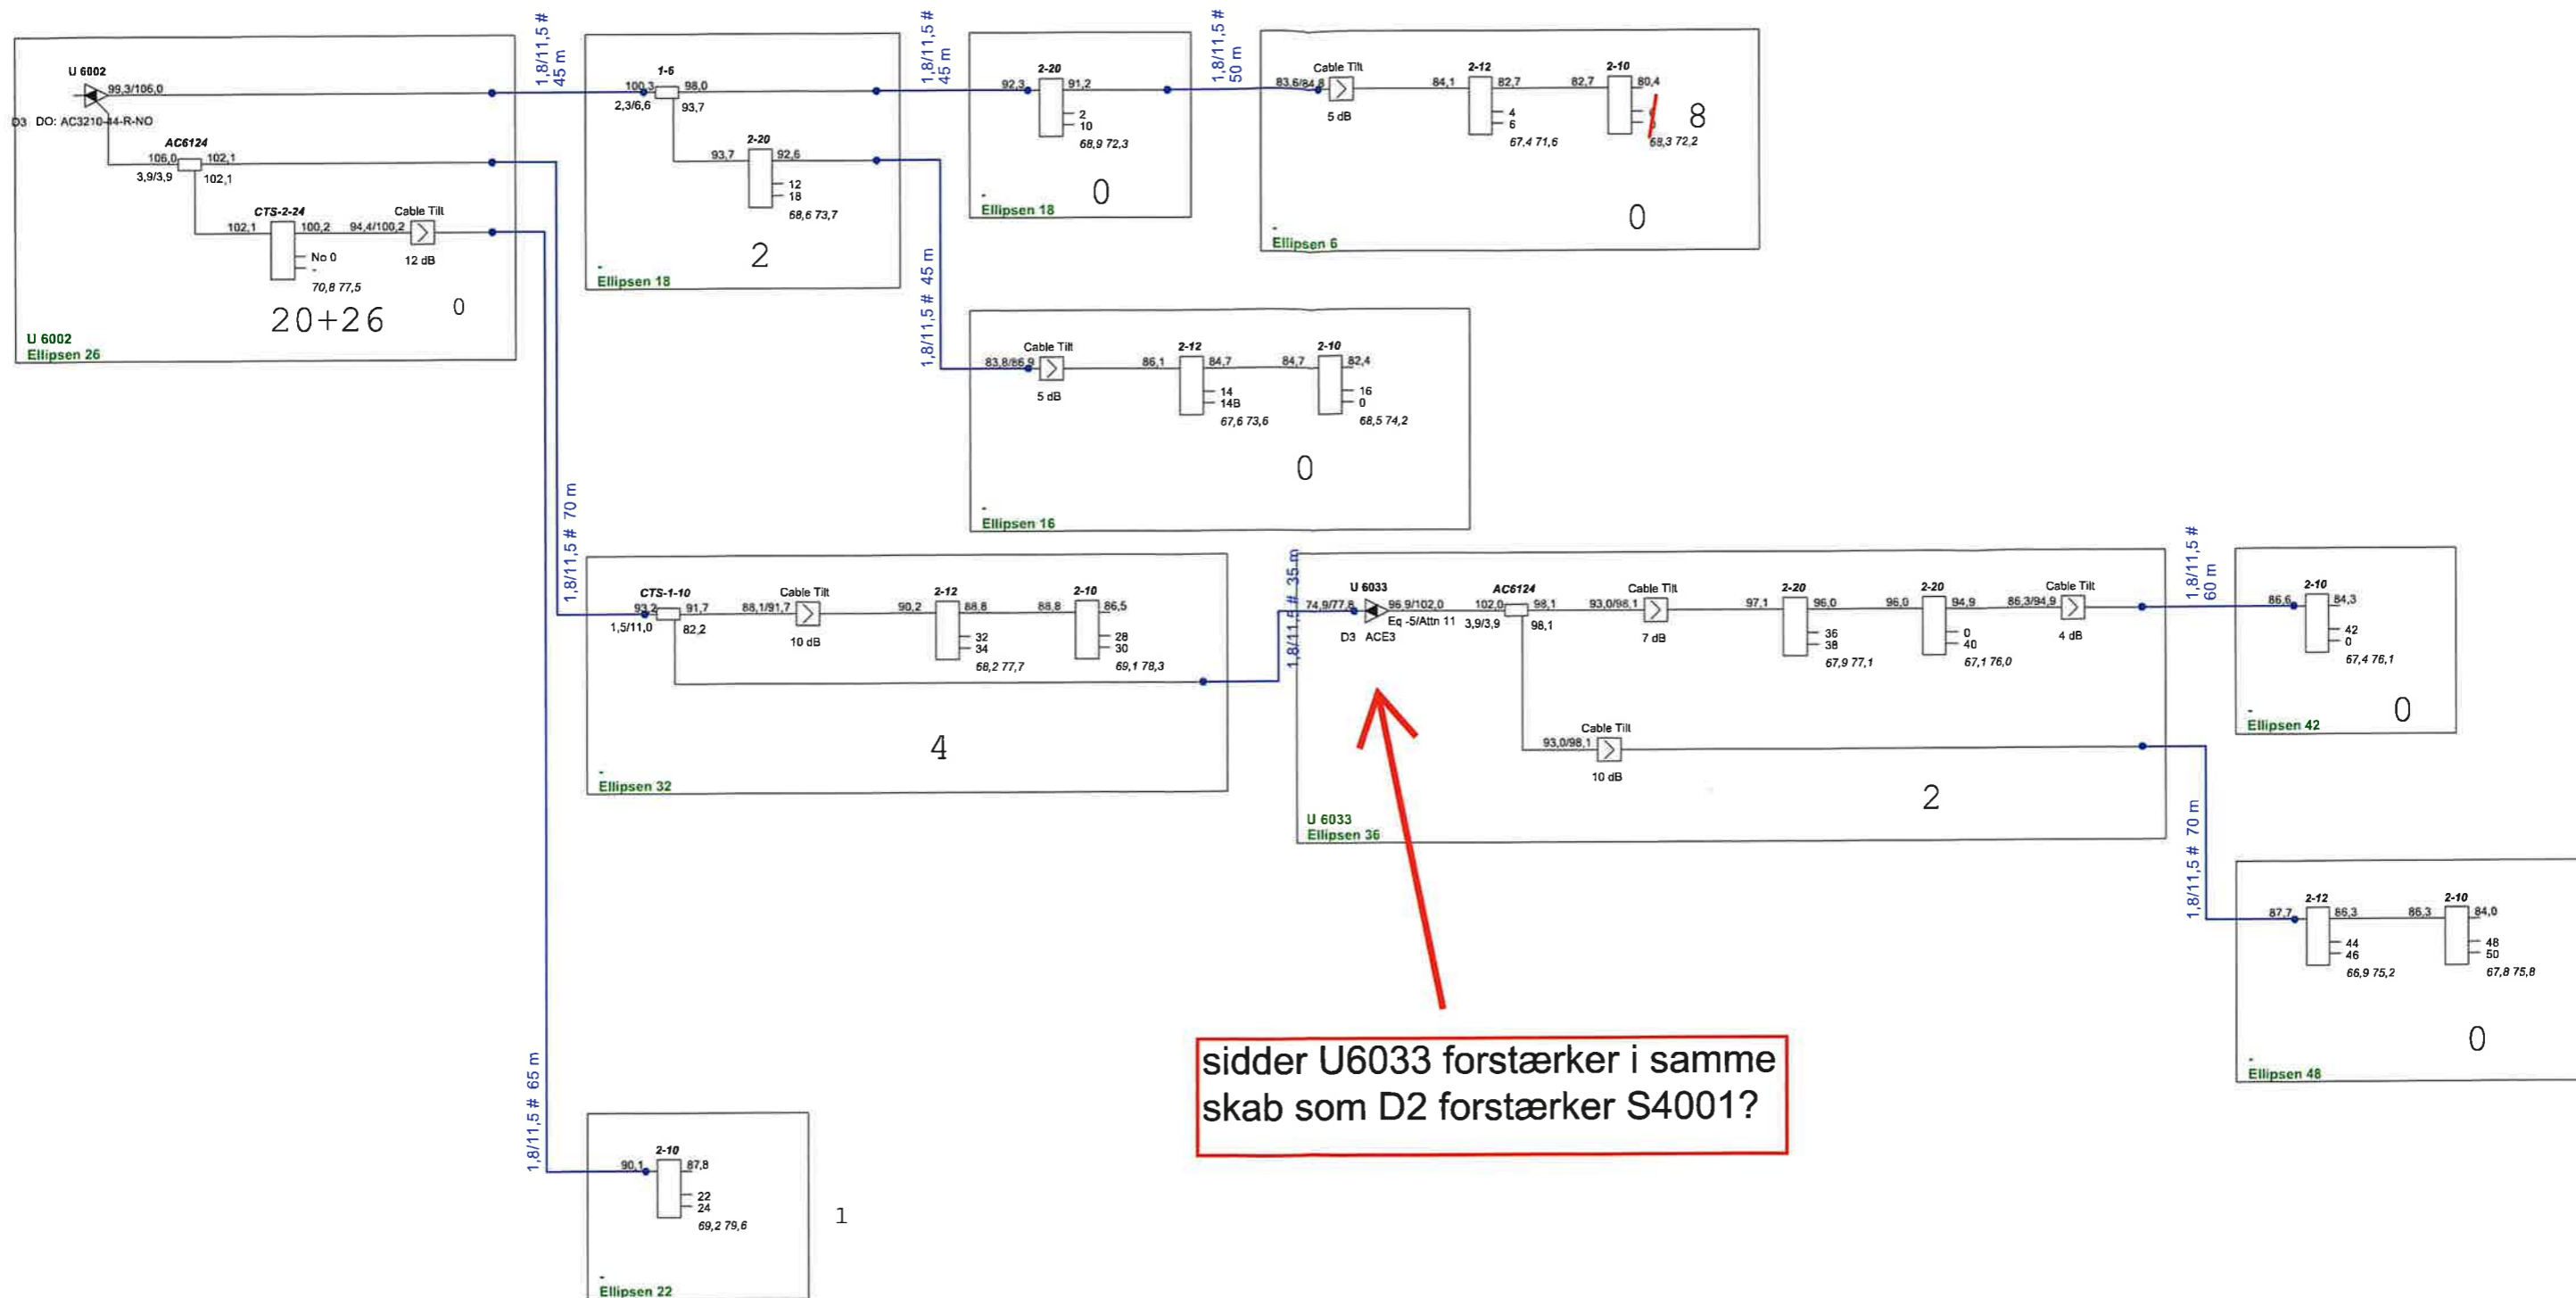 U 6002
99,3/106,0
D3 DO: AC3210-44-R-NO
AC6124
106,0 102,1
3,9/3,9 102,1
CTS-2-24
Cable Tilt
102,1 100,2 94,4/100,2
12 dB
No 0
-
70,8 77,5
20+26 0
U 6002
Ellipsen 26
1,8/11,5 #
45 m
1-6
100,3 98,0
2,3/6,6 93,7
2-20
93,7 92,6
12
18
68,6 73,7
2
-
Ellipsen 18
1,8/11,5 #
45 m
2-20
92,3 91,2
2
10
68,9 72,3
0
-
Ellipsen 18
1,8/11,5 #
50 m
Cable Tilt
83,6/84,8
5 dB
2-12
84,1 82,7
4
6
67,4 71,6
2-10
82,7 80,4
8
68,3 72,2
0
-
Ellipsen 6
1,8/11,5 # 45 m
Cable Tilt
83,8/86,9
5 dB
2-12
86,1 84,7
14
14B
67,6 73,6
2-10
84,7 82,4
16
0
68,5 74,2
0
-
Ellipsen 16
1,8/11,5 # 70 m
CTS-1-10
93,2 91,7
1,5/11,0 82,2
Cable Tilt
88,1/91,7
10 dB
2-12
90,2 88,8
32
34
68,2 77,7
2-10
88,8 86,5
28
30
69,1 78,3
4
-
Ellipsen 32
1,8/11,5 # 35 m
U 6033
74,9/77,8 96,9/102,0
Eq -5/Attn 11
D3 ACE3
AC6124
102,0 98,1
3,9/3,9 98,1
Cable Tilt
93,0/98,1
7 dB
2-20
97,1 96,0
36
38
67,9 77,1
2-20
96,0 94,9
0
40
67,1 76,0
Cable Tilt
86,3/94,9
4 dB
Cable Tilt
93,0/98,1
10 dB
2
U 6033
Ellipsen 36
1,8/11,5 #
60 m
2-10
86,6 84,3
42
0
67,4 76,1
0
-
Ellipsen 42
1,8/11,5 # 70 m
2-12
87,7 86,3
44
46
66,9 75,2
2-10
86,3 84,0
48
50
67,8 75,8
0
-
Ellipsen 48
sidder U6033 forstærker i samme
skab som D2 forstærker S4001?
1,8/11,5 # 65 m
2-10
90,1 87,8
22
24
69,2 79,6
1
-
Ellipsen 22